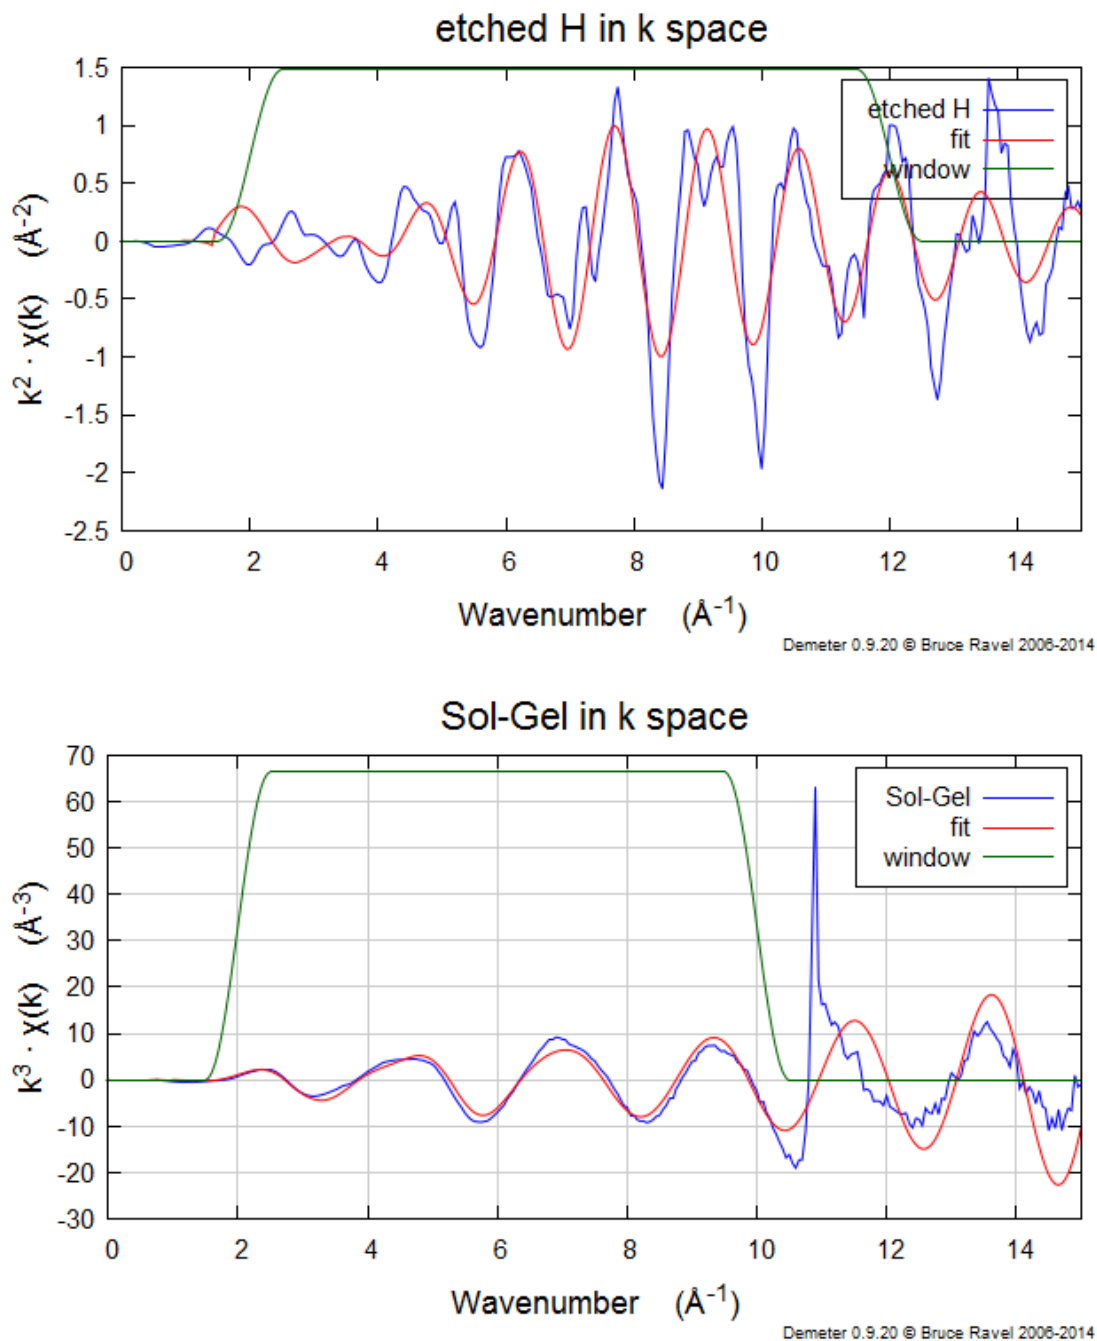 etched H in k space
1.5
1
0.5
0
-0.5
-1
-1.5
-2
-2.5
k² · χ(k) (Å⁻²)
etched H
fit
window
0 2 4 6 8 10 12 14
Wavenumber (Å⁻¹)
Demeter 0.9.20 © Bruce Ravel 2006-2014
Sol-Gel in k space
70
60
50
40
30
20
10
0
-10
-20
-30
k³ · χ(k) (Å⁻³)
Sol-Gel
fit
window
0 2 4 6 8 10 12 14
Wavenumber (Å⁻¹)
Demeter 0.9.20 © Bruce Ravel 2006-2014